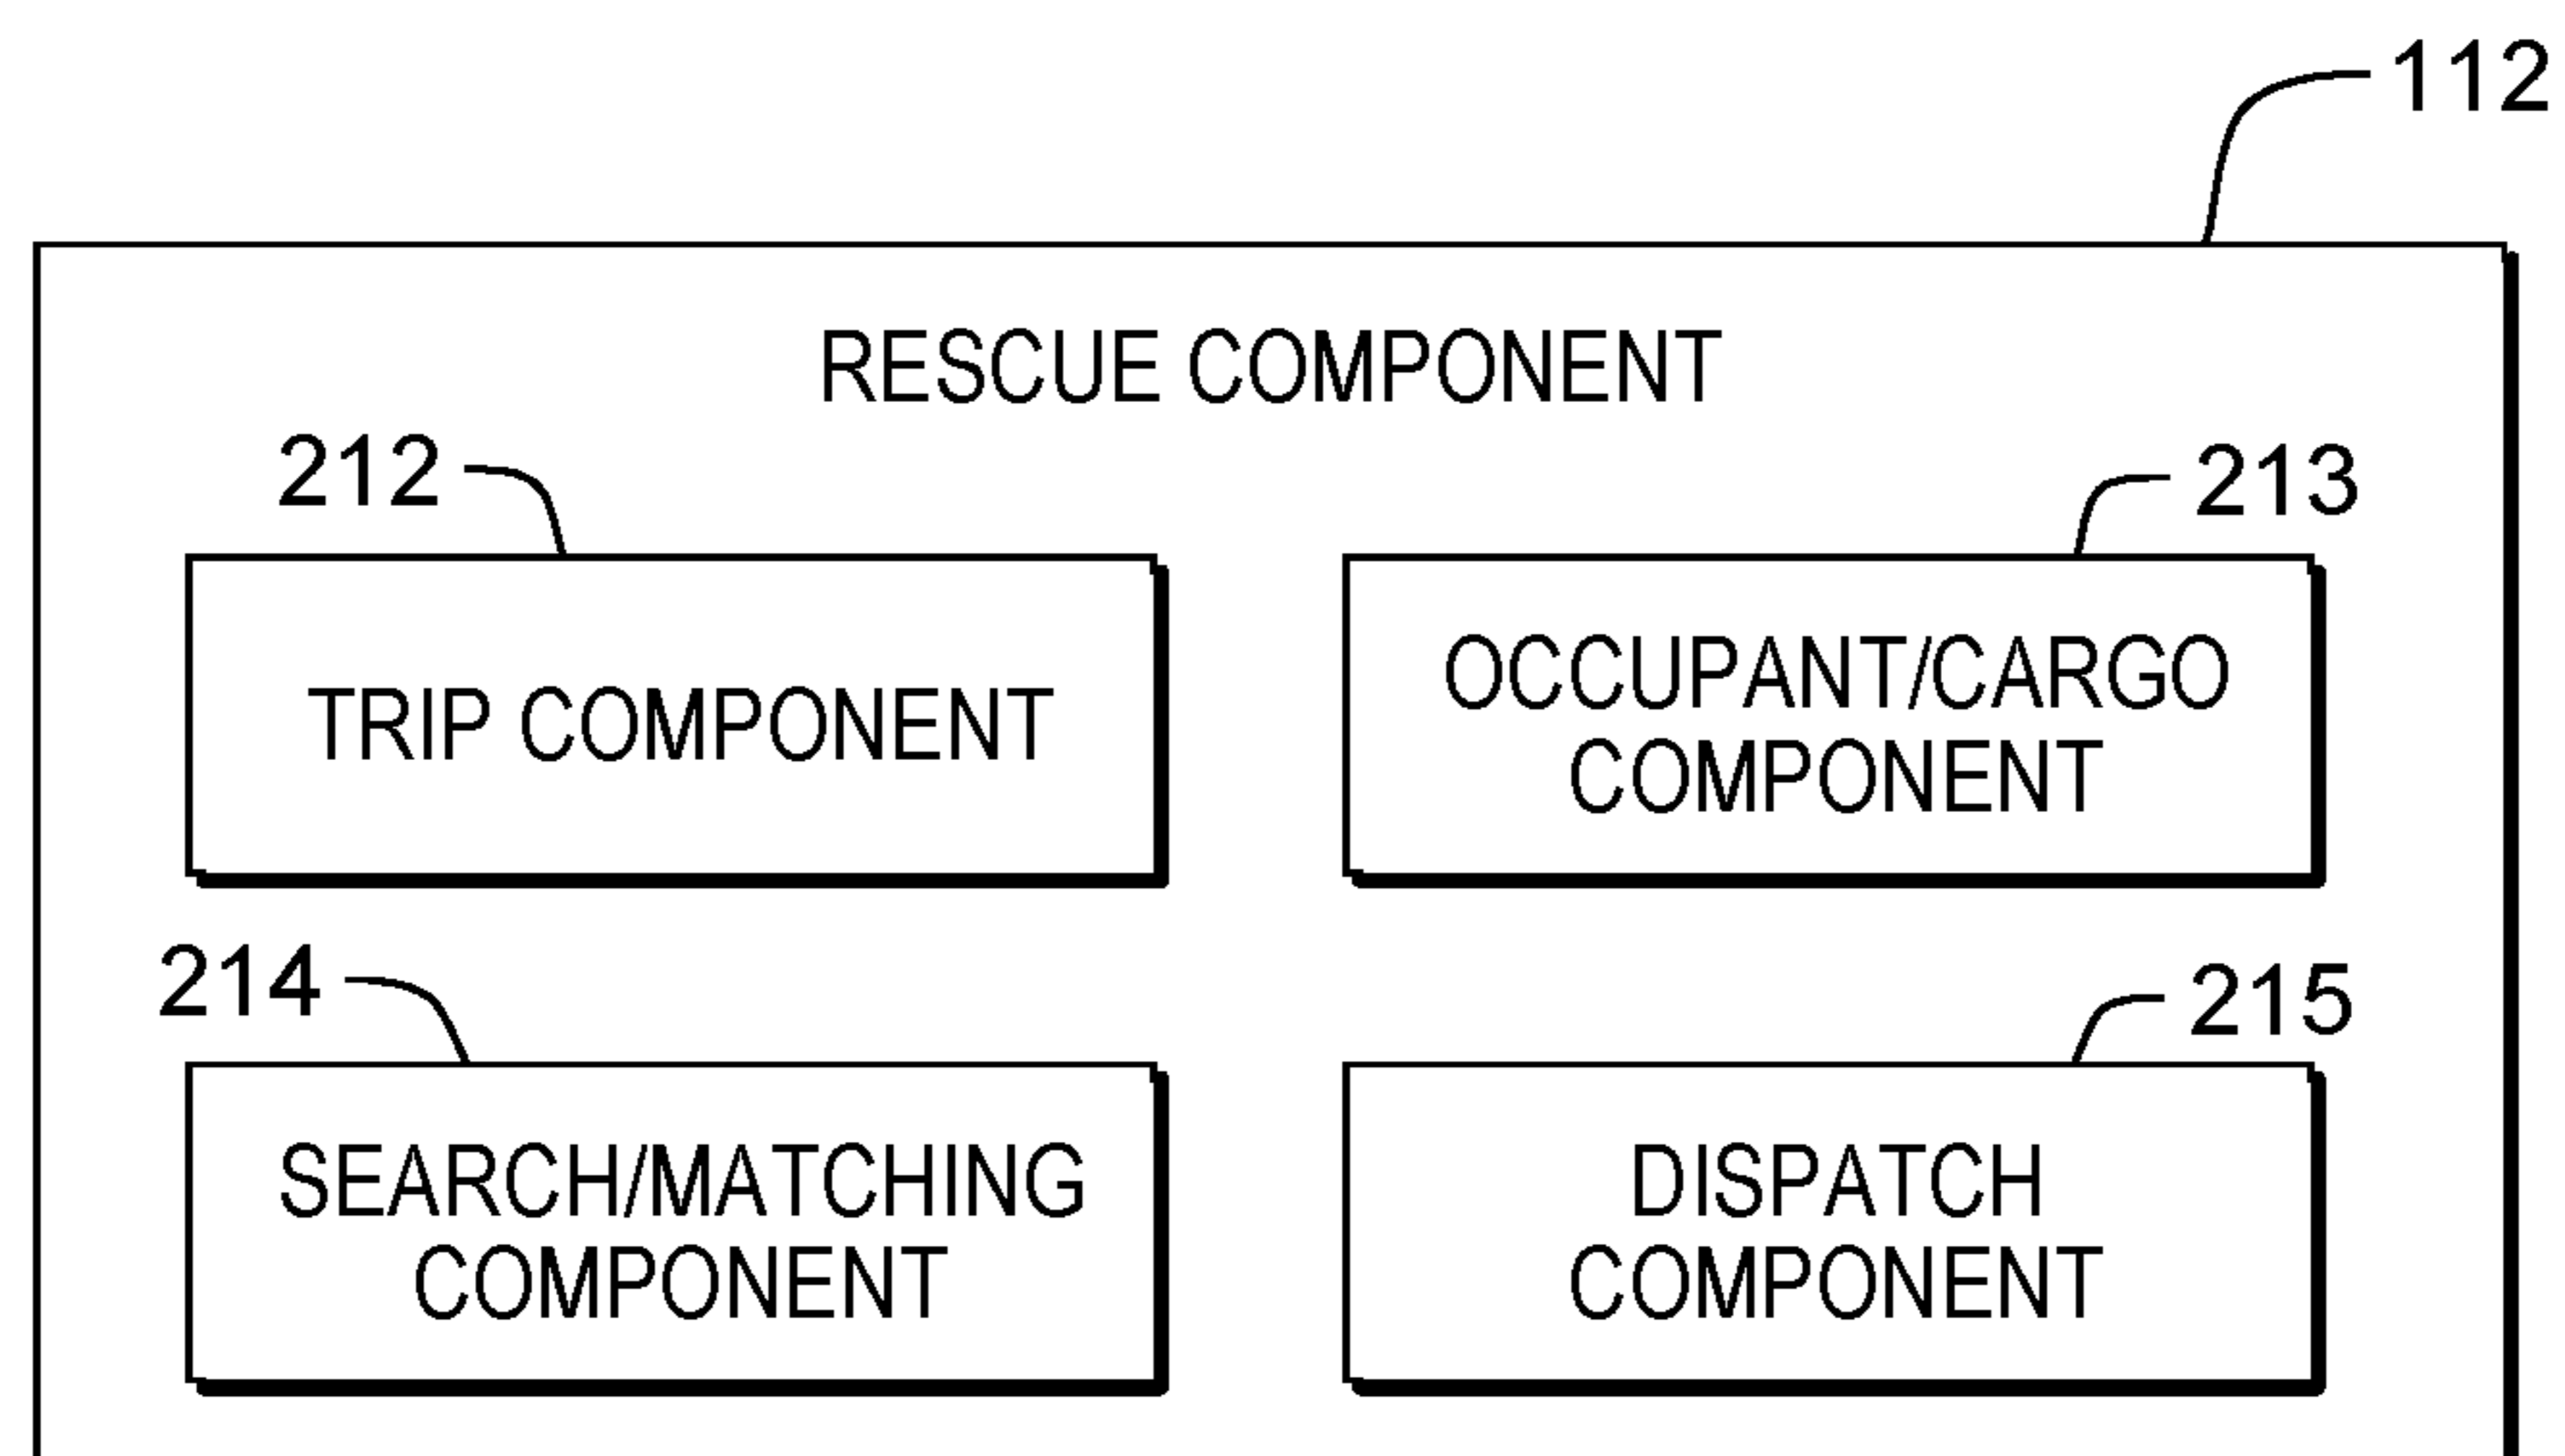 112
RESCUE COMPONENT
212
213
TRIP COMPONENT
OCCUPANT/CARGO
COMPONENT
214
215
SEARCH/MATCHING
COMPONENT
DISPATCH
COMPONENT